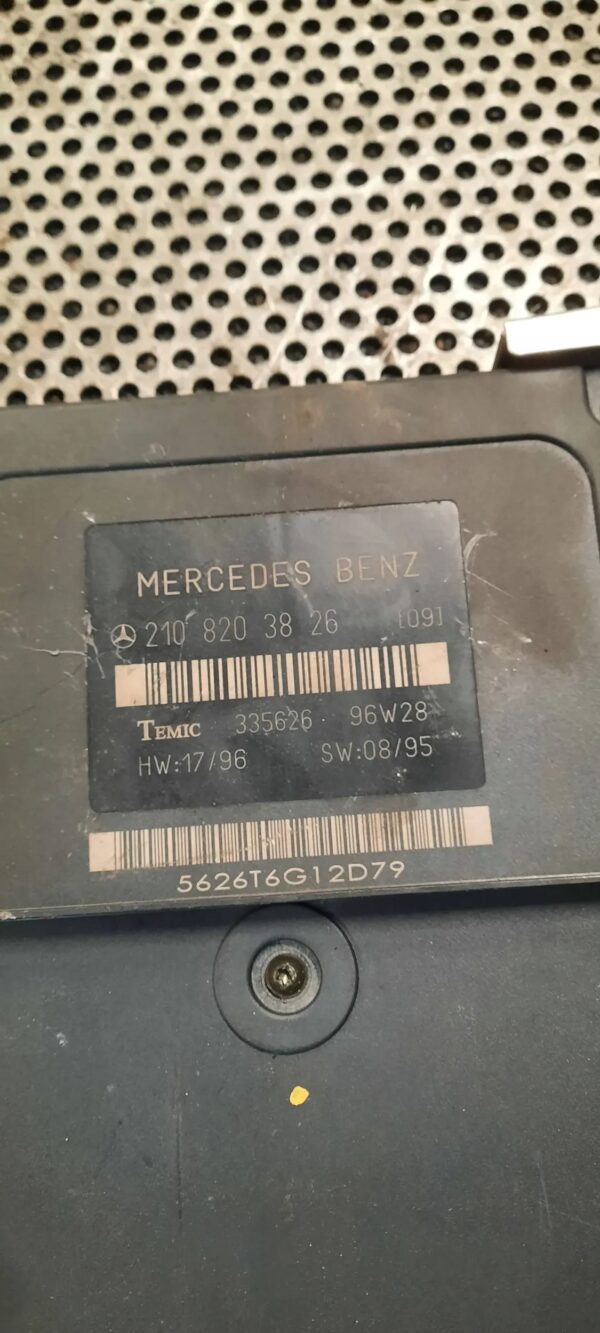 MERCEDES BENZ
210 820 38 26 [09]
TEMIC 335626 96W28
HW:17/96 SW:08/95
5626T6G12D79